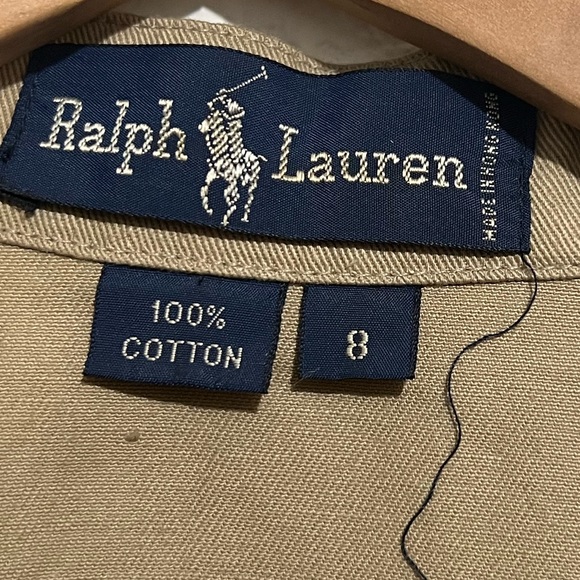 Ralph Lauren
MADE IN HONG KONG
100%
COTTON
8